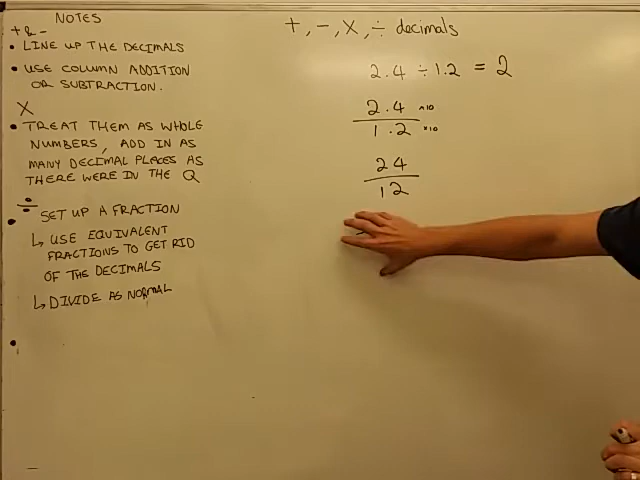 NOTES
+ & -
• LINE UP THE DECIMALS
• USE COLUMN ADDITION
OR SUBTRACTION.
X
• TREAT THEM AS WHOLE
NUMBERS, ADD IN AS
MANY DECIMAL PLACES AS
THERE WERE IN THE Q
÷
• SET UP A FRACTION
↳ USE EQUIVALENT
FRACTIONS TO GET RID
OF THE DECIMALS
↳ DIVIDE AS NORMAL
+, -, X, ÷ decimals
2.4 ÷ 1.2 = 2
2.4 ×10
1.2 ×10
24
12